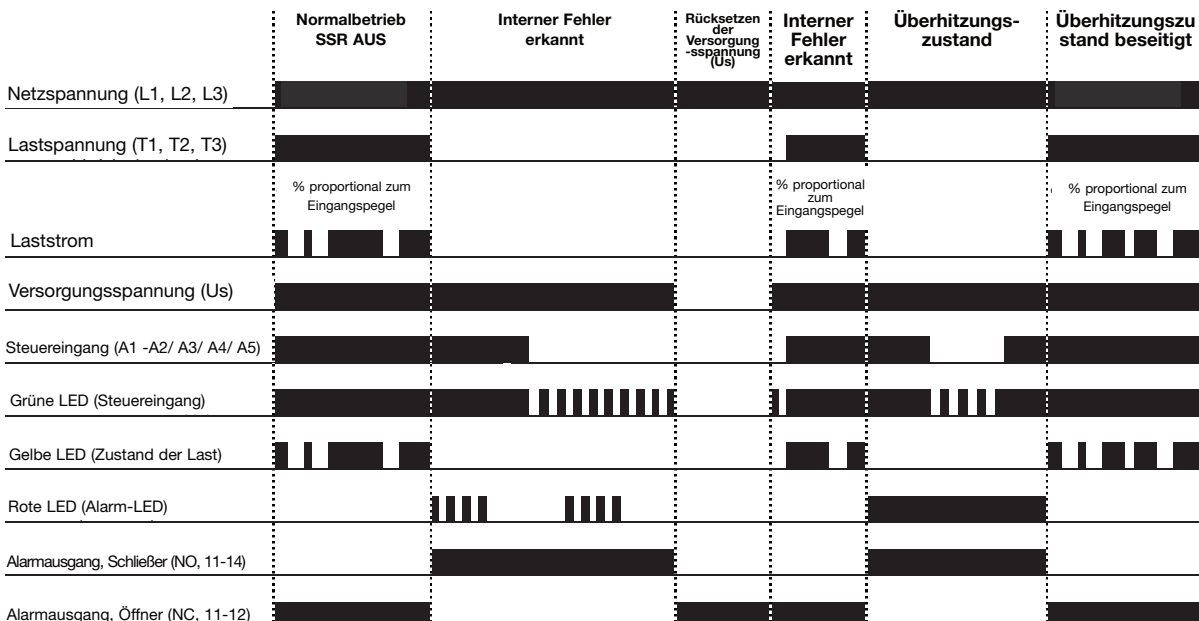 Normalbetrieb
SSR AUS
Interner Fehler
erkannt
Rücksetzen
der
Versorgung
-sspannung
(Us)
Interner
Fehler
erkannt
Überhitzungs-
zustand
Überhitzungszu
stand beseitigt
Netzspannung (L1, L2, L3)
Lastspannung (T1, T2, T3)
% proportional zum
Eingangspegel
% proportional
zum
Eingangspegel
% proportional zum
Eingangspegel
Laststrom
Versorgungsspannung (Us)
Steuereingang (A1 -A2/ A3/ A4/ A5)
Grüne LED (Steuereingang)
Gelbe LED (Zustand der Last)
Rote LED (Alarm-LED)
Alarmausgang, Schließer (NO, 11-14)
Alarmausgang, Öffner (NC, 11-12)